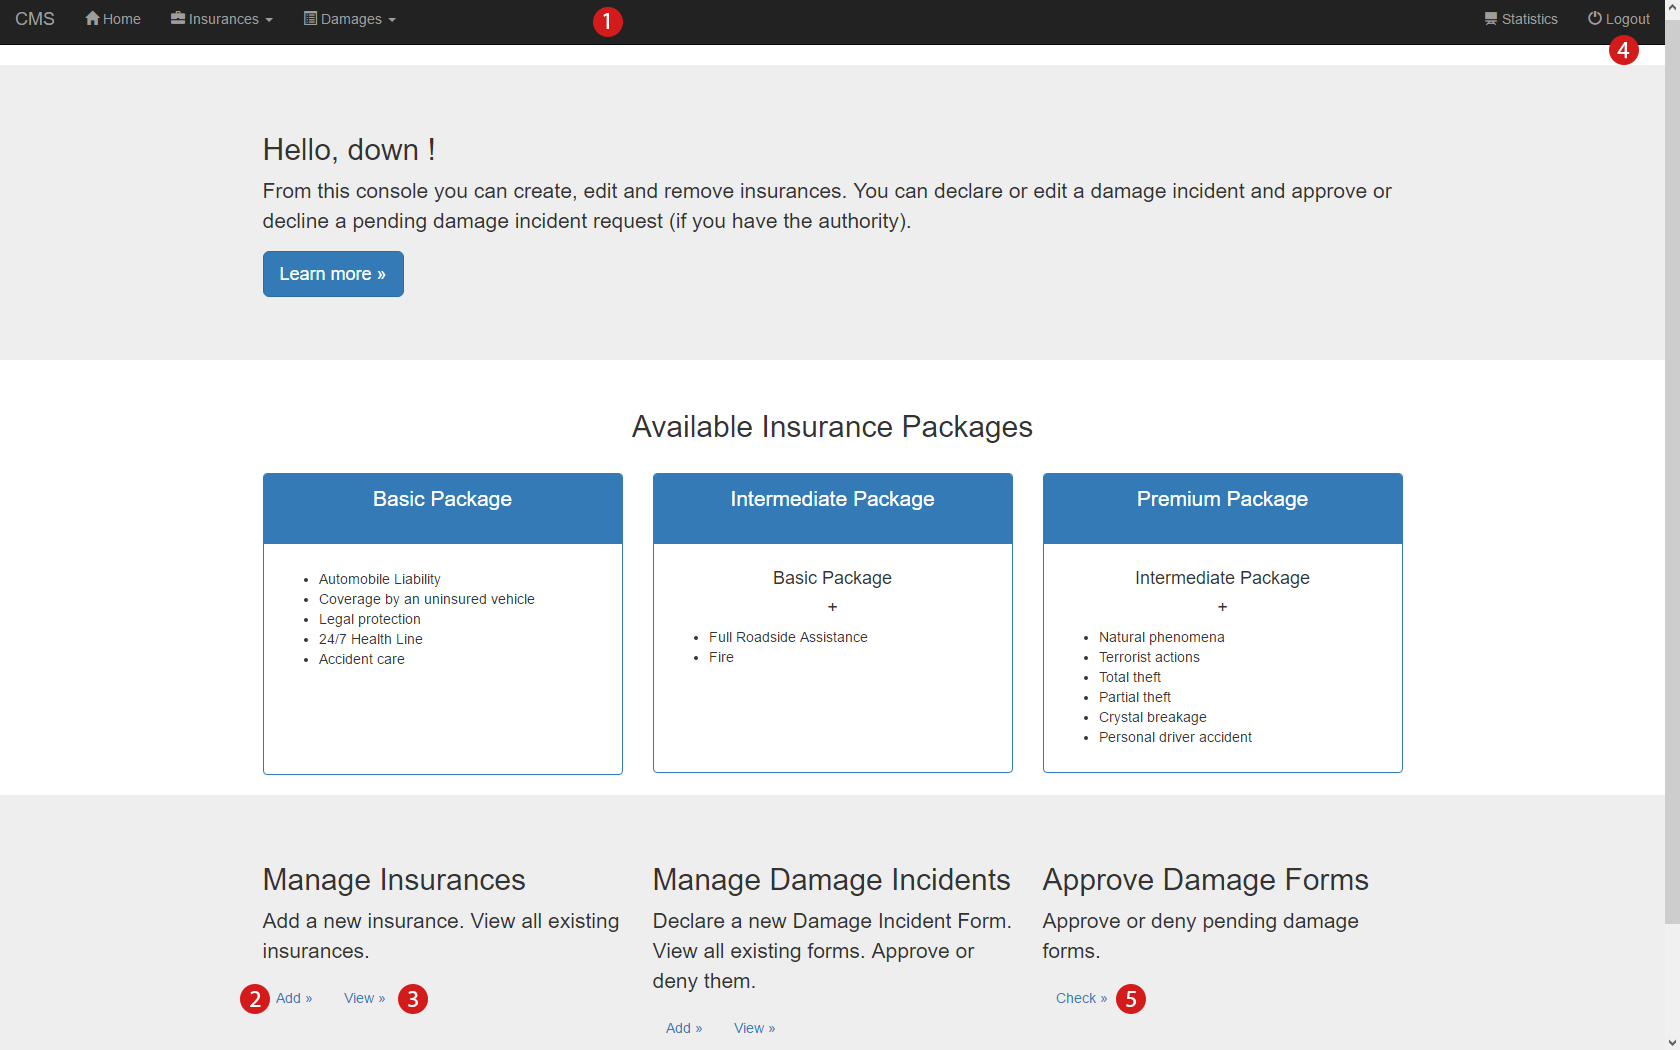 CMS Home Insurances Damages 1 Statistics Logout
4
Hello, down !
From this console you can create, edit and remove insurances. You can declare or edit a damage incident and approve or
decline a pending damage incident request (if you have the authority).
Learn more »
Available Insurance Packages
Basic Package
• Automobile Liability
• Coverage by an uninsured vehicle
• Legal protection
• 24/7 Health Line
• Accident care
Intermediate Package
Basic Package
+
• Full Roadside Assistance
• Fire
Premium Package
Intermediate Package
+
• Natural phenomena
• Terrorist actions
• Total theft
• Partial theft
• Crystal breakage
• Personal driver accident
Manage Insurances
Add a new insurance. View all existing
insurances.
2 Add » View » 3
Manage Damage Incidents
Declare a new Damage Incident Form.
View all existing forms. Approve or
deny them.
Add » View »
Approve Damage Forms
Approve or deny pending damage
forms.
Check » 5